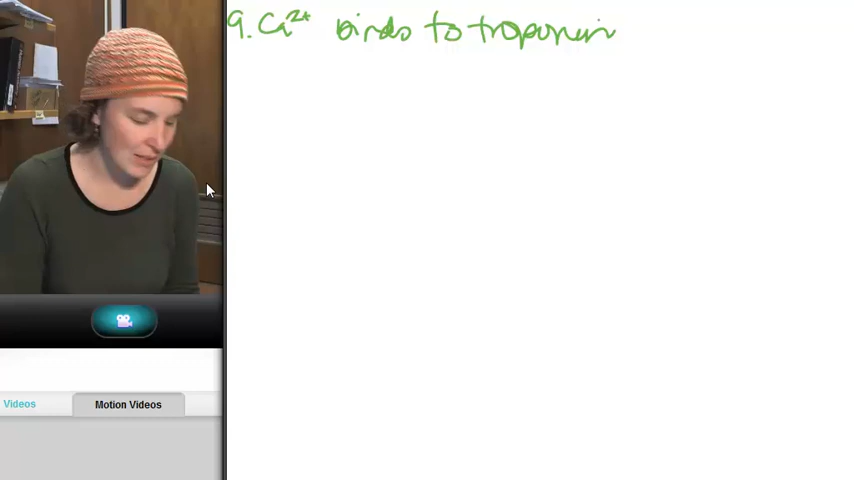 9. Ca²⁺ binds to troponin
Videos
Motion Videos